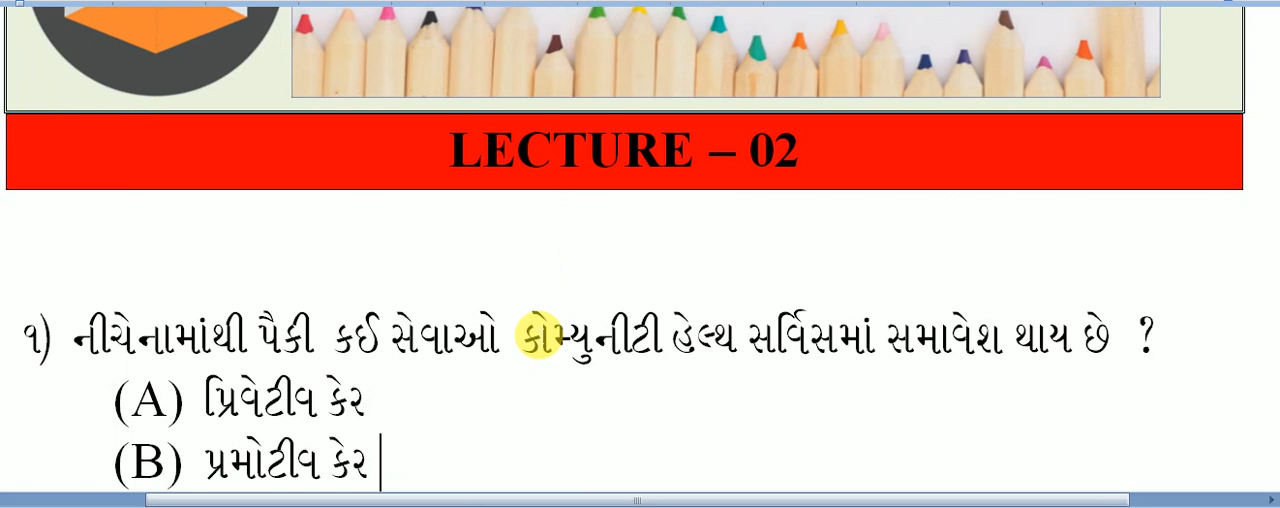 LECTURE – 02
૧) નીચેનામાંથી પૈકી કઈ સેવાઓ કોમ્યુનીટી હેલ્થ સર્વિસમાં સમાવેશ થાય છે ?
(A) પ્રિવેટીવ કેર
(B) પ્રમોટીવ કેર